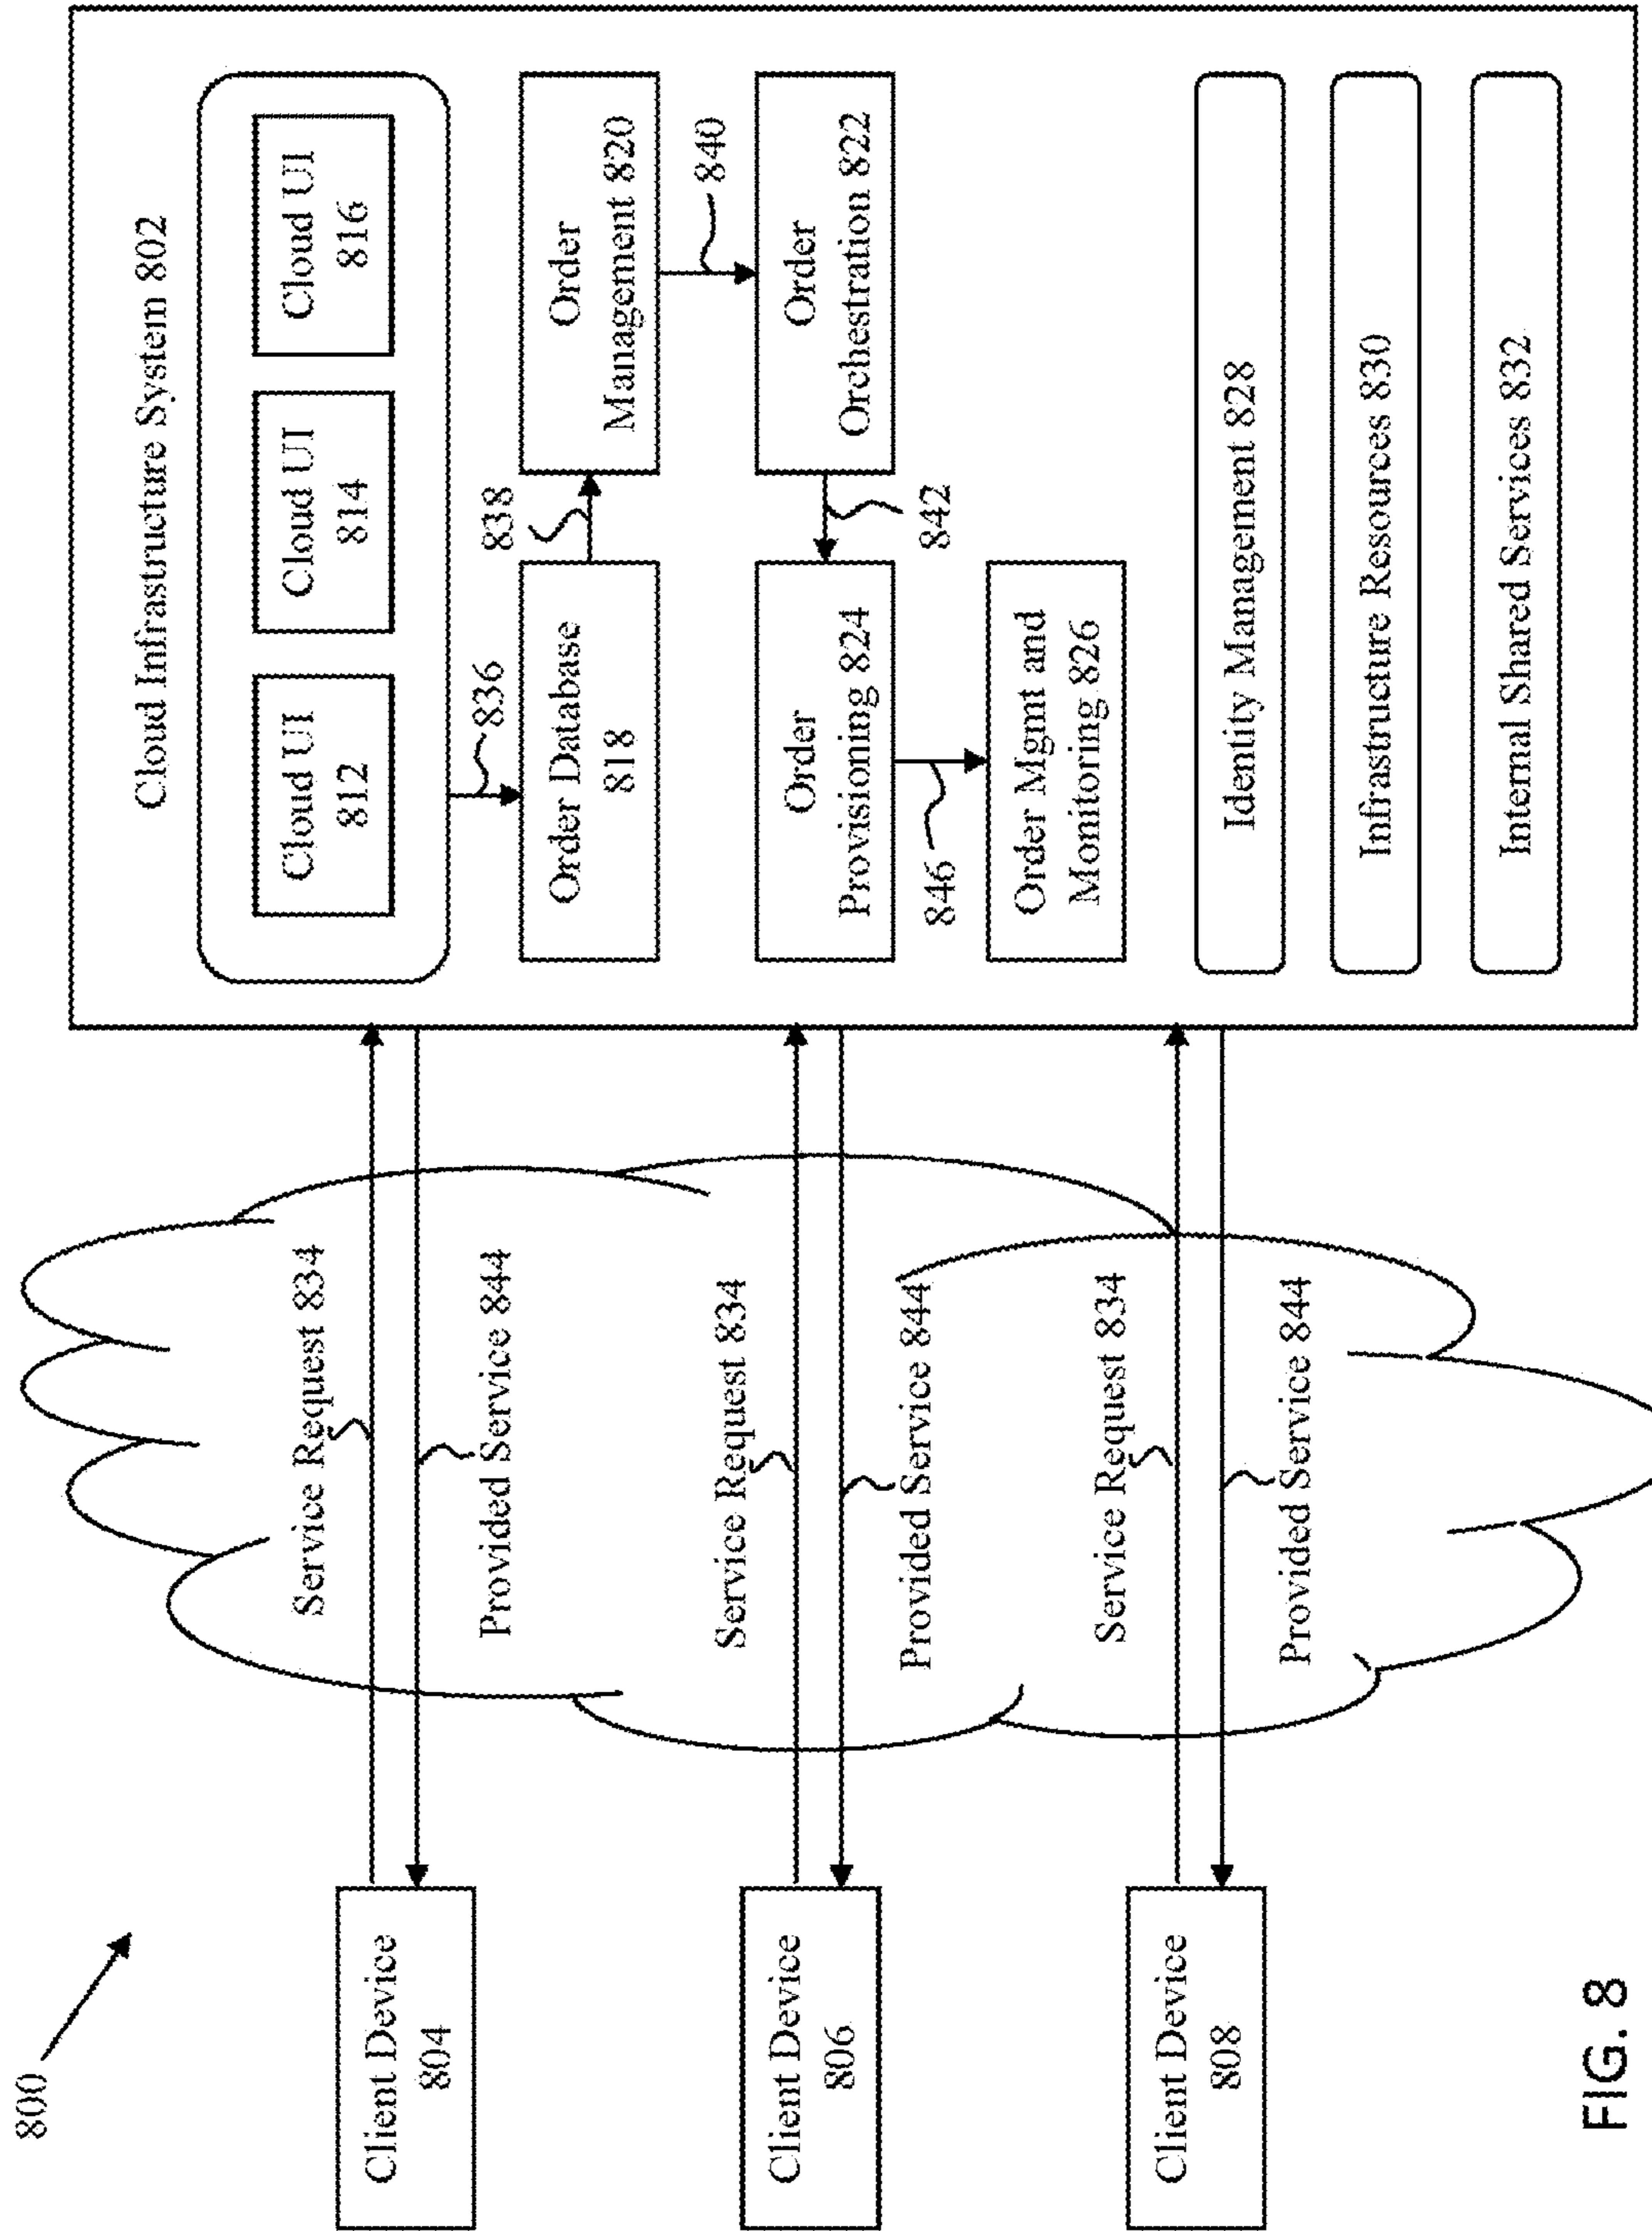 800
Client Device
804
Client Device
806
Client Device
808
Service Request 834
Provided Service 844
Service Request 834
Provided Service 844
Service Request 834
Provided Service 844
Cloud Infrastructure System 802
Cloud UI
812
Cloud UI
814
Cloud UI
816
836
Order Database
818
838
Order
Management 820
840
Order
Orchestration 822
842
Order
Provisioning 824
846
Order Mgmt and
Monitoring 826
Identity Management 828
Infrastructure Resources 830
Internal Shared Services 832
FIG. 8